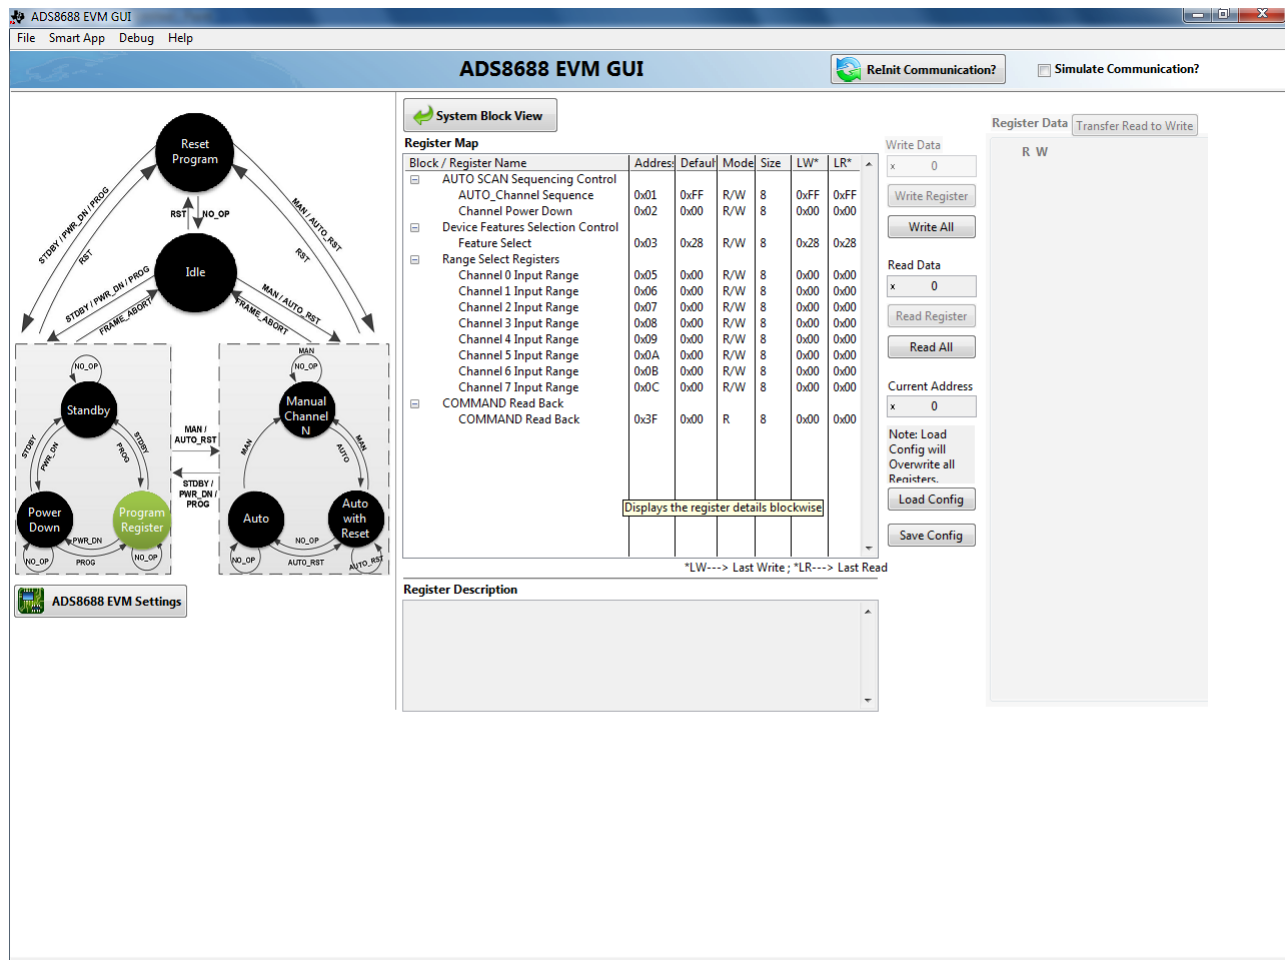 ADS8688 EVM GUI
File Smart App Debug Help
ADS8688 EVM GUI
ReInit Communication?
Simulate Communication?
Reset
Program
STDBY / PWR_DN / PROG
RST
RST
NO_OP
MAN / AUTO_RST
RST
Idle
STDBY / PWR_DN / PROG
FRAME_ABORT
MAN / AUTO_RST
FRAME_ABORT
NO_OP
Standby
STDBY
PWR_DN
STDBY
PROG
Power
Down
Program
Register
PWR_DN
PROG
NO_OP
NO_OP
MAN /
AUTO_RST
STDBY /
PWR_DN /
PROG
MAN
NO_OP
Manual
Channel
N
MAN
MAN
AUTO
Auto
Auto
with
Reset
NO_OP
AUTO_RST
NO_OP
AUTO_RST
ADS8688 EVM Settings
System Block View
Register Map
Block / Register Name Address Default Mode Size LW* LR*
AUTO SCAN Sequencing Control
AUTO_Channel Sequence 0x01 0xFF R/W 8 0xFF 0xFF
Channel Power Down 0x02 0x00 R/W 8 0x00 0x00
Device Features Selection Control
Feature Select 0x03 0x28 R/W 8 0x28 0x28
Range Select Registers
Channel 0 Input Range 0x05 0x00 R/W 8 0x00 0x00
Channel 1 Input Range 0x06 0x00 R/W 8 0x00 0x00
Channel 2 Input Range 0x07 0x00 R/W 8 0x00 0x00
Channel 3 Input Range 0x08 0x00 R/W 8 0x00 0x00
Channel 4 Input Range 0x09 0x00 R/W 8 0x00 0x00
Channel 5 Input Range 0x0A 0x00 R/W 8 0x00 0x00
Channel 6 Input Range 0x0B 0x00 R/W 8 0x00 0x00
Channel 7 Input Range 0x0C 0x00 R/W 8 0x00 0x00
COMMAND Read Back
COMMAND Read Back 0x3F 0x00 R 8 0x00 0x00
Displays the register details blockwise
*LW---> Last Write ; *LR---> Last Read
Register Description
Write Data
x 0
Write Register
Write All
Read Data
x 0
Read Register
Read All
Current Address
x 0
Note: Load
Config will
Overwrite all
Registers.
Load Config
Save Config
Register Data
Transfer Read to Write
R W